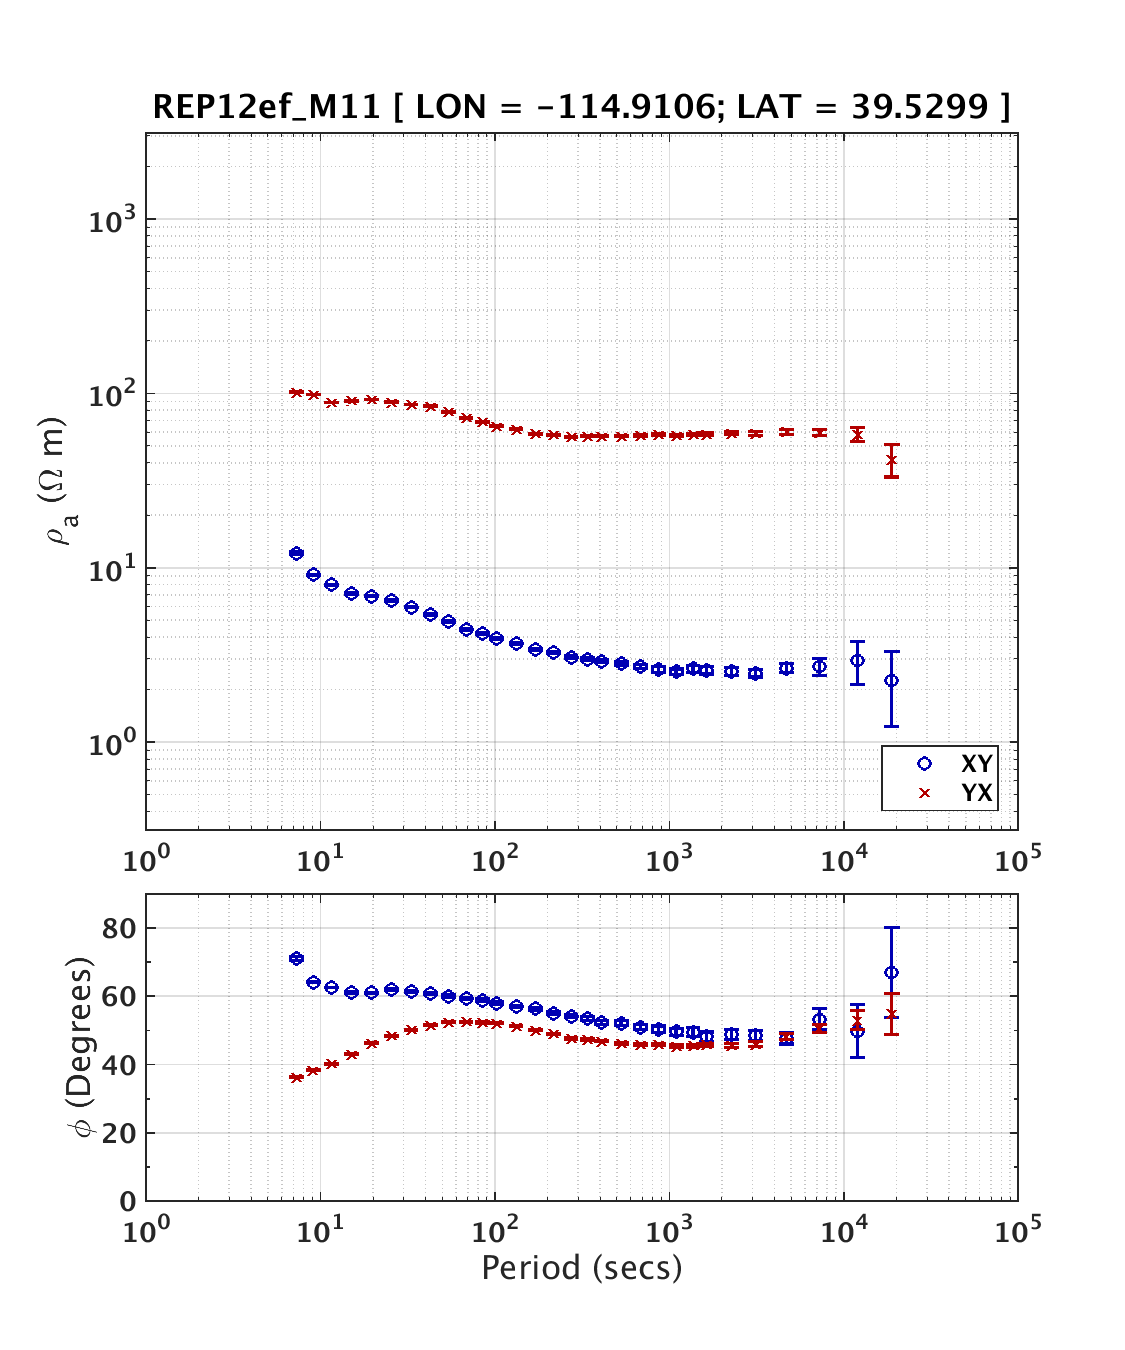 REP12ef_M11 [ LON = -114.9106; LAT = 39.5299 ]
10³
10²
10¹
10⁰
ρₐ (Ω m)
XY
YX
10⁰ 10¹ 10² 10³ 10⁴ 10⁵
80
60
40
20
0
ϕ (Degrees)
10⁰ 10¹ 10² 10³ 10⁴ 10⁵
Period (secs)